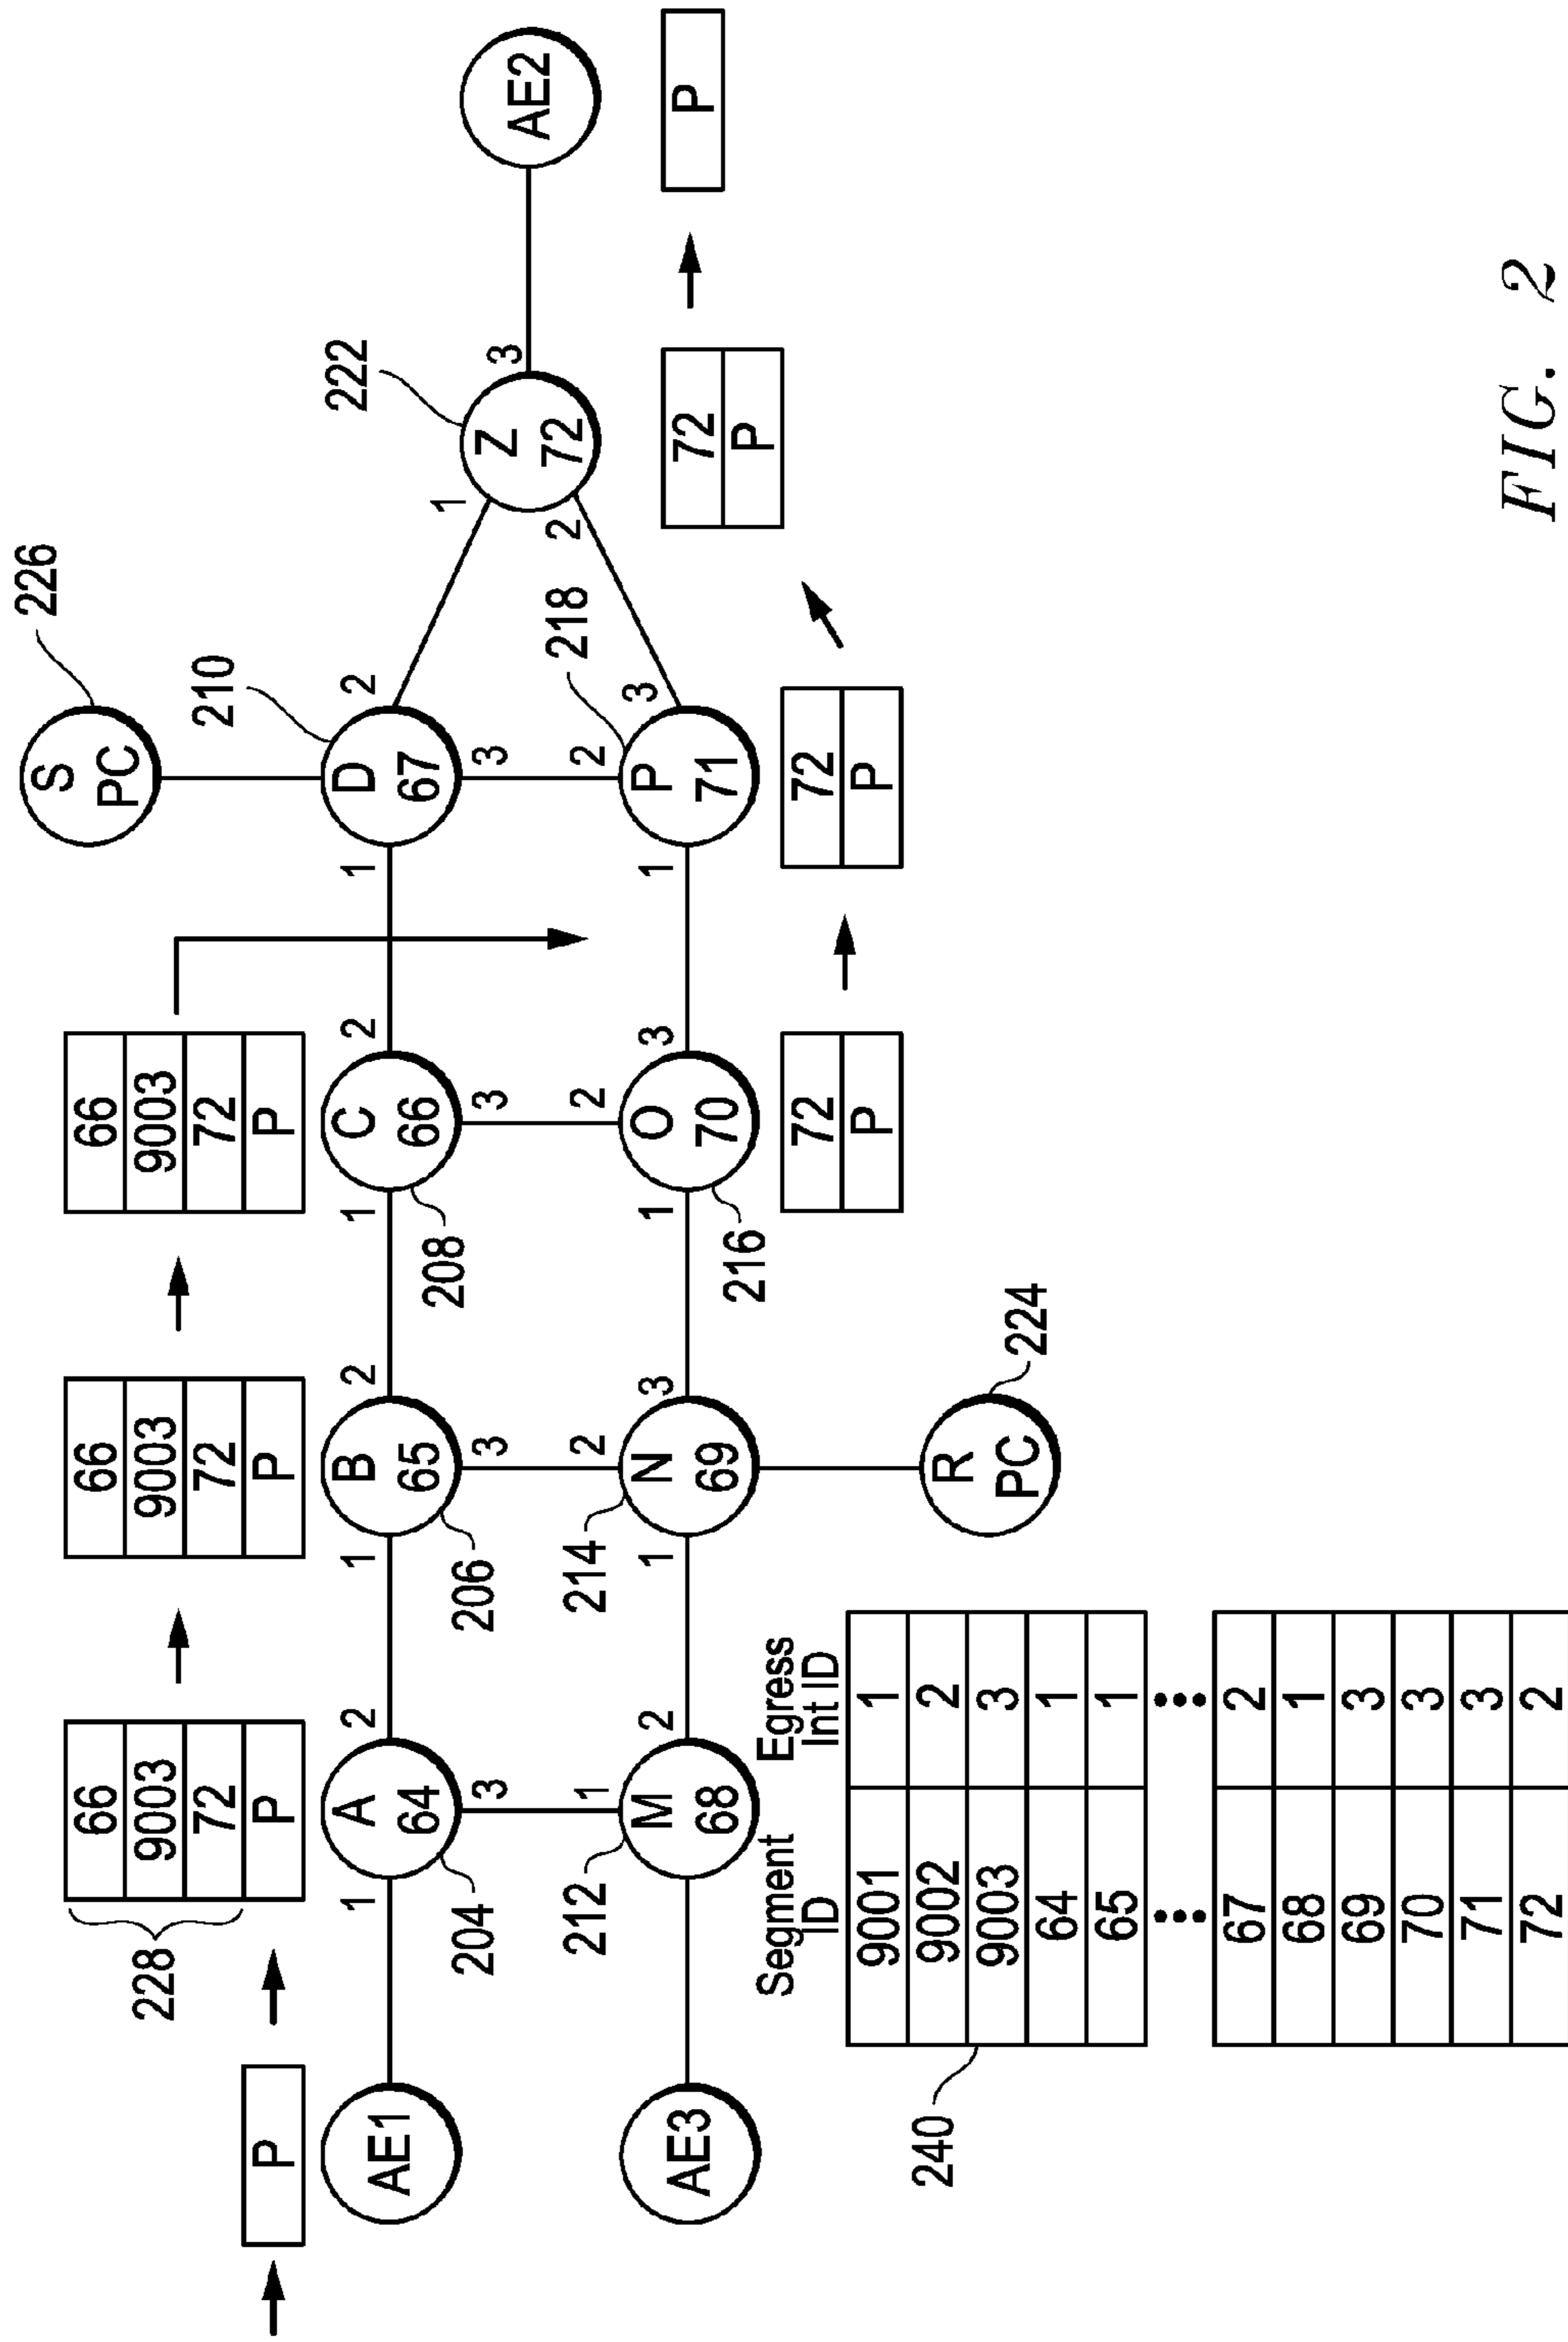 226
S
PC
66
9003
72
P
66
9003
72
P
66
9003
72
P
228
P
210
222
AE1
1
A
64
2
3
1
B
65
2
3
1
C
66
2
3
1
D
67
2
3
1
Z
72
2
3
AE2
204
206
208
218
212
214
AE3
1
M
68
2
1
2
N
69
3
1
2
O
70
3
1
2
P
71
3
216
72
P
72
P
72
P
P
R
PC
224
Segment ID
Egress Int ID
9001 1
9002 2
9003 3
64 1
65 1
67 2
68 1
69 3
70 3
71 3
72 2
240
FIG. 2